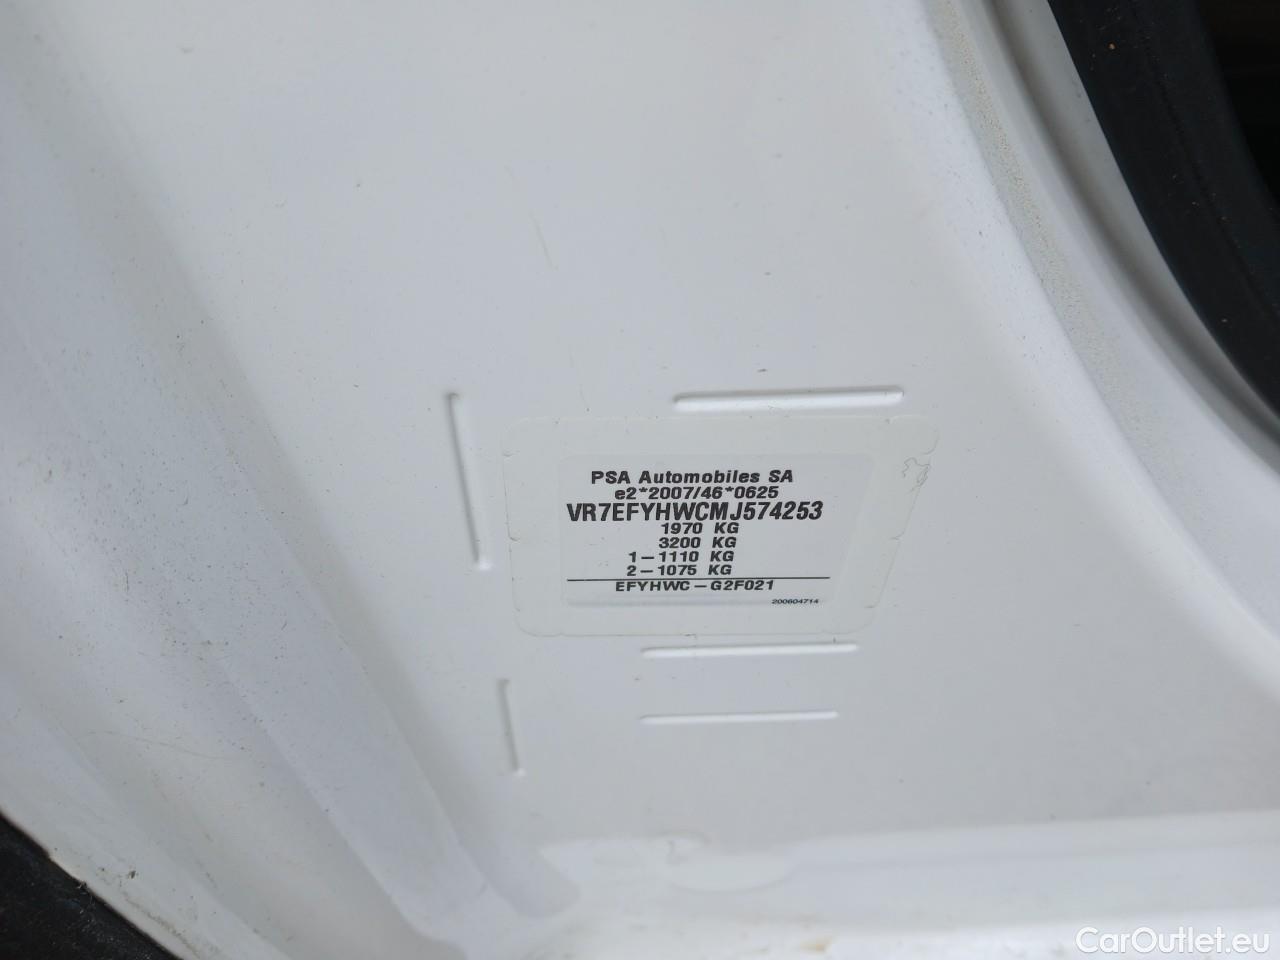 PSA Automobiles SA
e2*2007/46*0625
VR7EFYHWCMJ574253
1970 KG
3200 KG
1-1110 KG
2-1075 KG
EFYHWC-G2F021
200604714
CarOutlet.eu